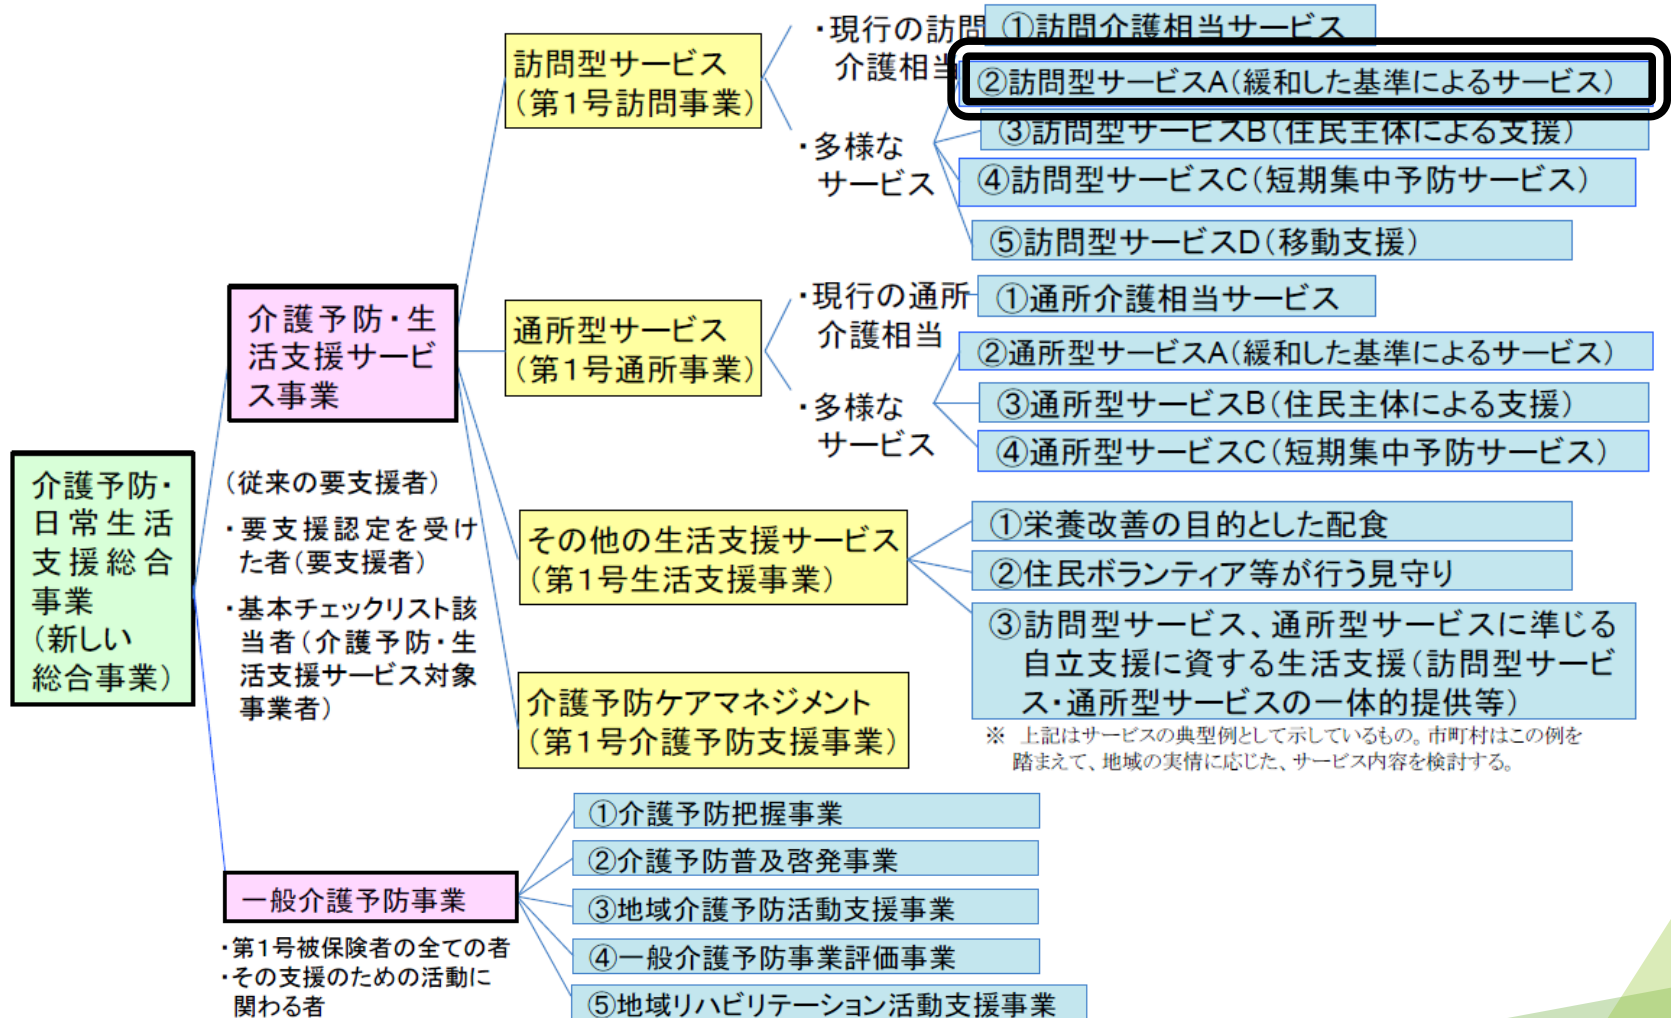 介護予防・
日常生活
支援総合
事業
(新しい
総合事業)
介護予防・生
活支援サービ
ス事業
(従来の要支援者)
・要支援認定を受け
た者(要支援者)
・基本チェックリスト該
当者(介護予防・生
活支援サービス対象
事業者)
訪問型サービス
(第1号訪問事業)
・現行の訪問
介護相当
・多様な
サービス
①訪問介護相当サービス
②訪問型サービスA(緩和した基準によるサービス)
③訪問型サービスB(住民主体による支援)
④訪問型サービスC(短期集中予防サービス)
⑤訪問型サービスD(移動支援)
通所型サービス
(第1号通所事業)
・現行の通所
介護相当
・多様な
サービス
①通所介護相当サービス
②通所型サービスA(緩和した基準によるサービス)
③通所型サービスB(住民主体による支援)
④通所型サービスC(短期集中予防サービス)
その他の生活支援サービス
(第1号生活支援事業)
①栄養改善の目的とした配食
②住民ボランティア等が行う見守り
③訪問型サービス、通所型サービスに準じる
自立支援に資する生活支援(訪問型サービ
ス・通所型サービスの一体的提供等)
※ 上記はサービスの典型例として示しているもの。市町村はこの例を
踏まえて、地域の実情に応じた、サービス内容を検討する。
介護予防ケアマネジメント
(第1号介護予防支援事業)
一般介護予防事業
・第1号被保険者の全ての者
・その支援のための活動に
関わる者
①介護予防把握事業
②介護予防普及啓発事業
③地域介護予防活動支援事業
④一般介護予防事業評価事業
⑤地域リハビリテーション活動支援事業